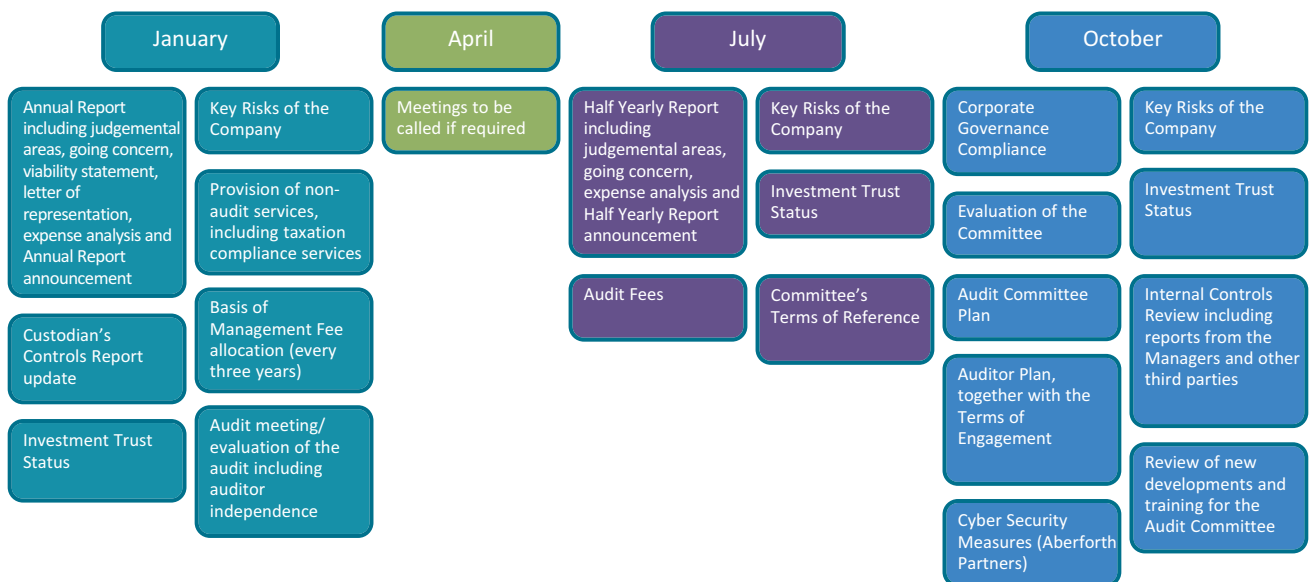 January
Annual Report
including judgemental
areas, going concern,
viability statement,
letter of
representation,
expense analysis and
Annual Report
announcement
Custodian's
Controls Report
update
Investment Trust
Status
Key Risks of the
Company
Provision of non-
audit services,
including taxation
compliance services
Basis of
Management Fee
allocation (every
three years)
Audit meeting/
evaluation of the
audit including
auditor
independence
April
Meetings to be
called if required
July
Half Yearly Report
including
judgemental areas,
going concern,
expense analysis and
Half Yearly Report
announcement
Audit Fees
Key Risks of the
Company
Investment Trust
Status
Committee's
Terms of Reference
October
Corporate
Governance
Compliance
Evaluation of the
Committee
Audit Committee
Plan
Auditor Plan,
together with the
Terms of
Engagement
Cyber Security
Measures (Aberforth
Partners)
Key Risks of the
Company
Investment Trust
Status
Internal Controls
Review including
reports from the
Managers and other
third parties
Review of new
developments and
training for the
Audit Committee